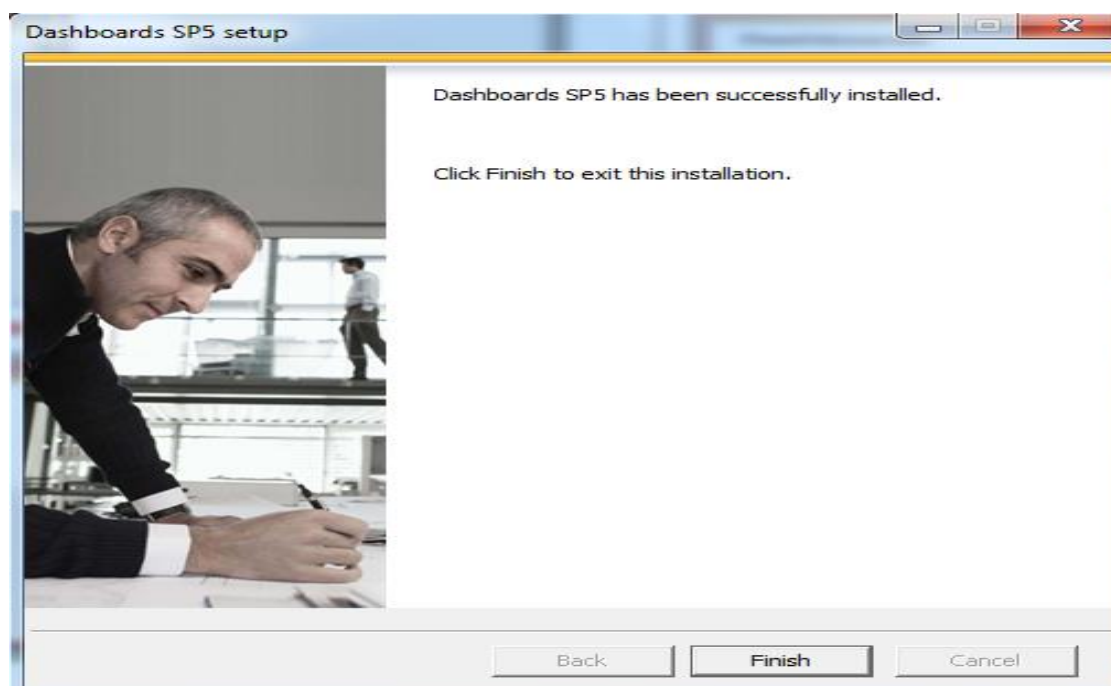 Dashboards SP5 setup
Dashboards SP5 has been successfully installed.
Click Finish to exit this installation.
Back
Finish
Cancel